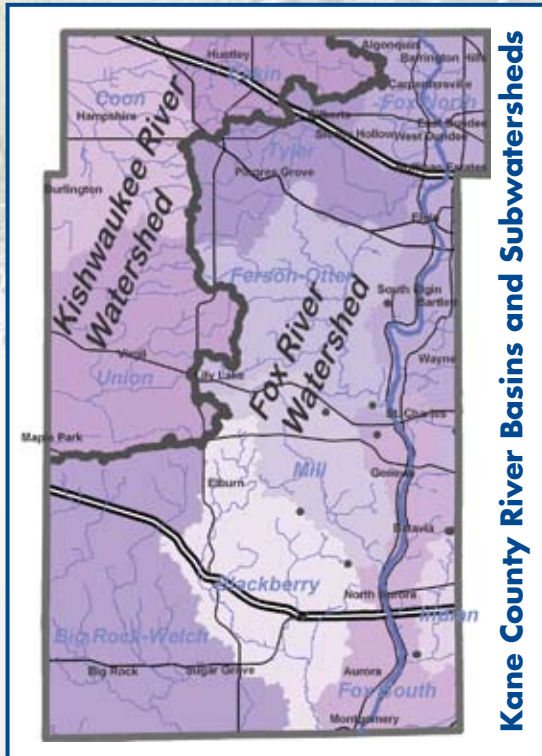 Kane County River Basins and Subwatersheds
Algonquin
Huntley
Barrington Hills
Coon
Carpentersville
Fox North
Hampshire
East Dundee
West Dundee
Tyler
Pingree Grove
Burlington
Kishwaukee River
Watershed
Ferson-Otter
South Elgin
Bartlett
Fox River
Watershed
Virgil
Wayne
Union
Lily Lake
St. Charles
Maple Park
Mill
Geneva
Elburn
Batavia
Blackberry
North Aurora
Indian
Big Rock-Welch
Big Rock
Sugar Grove
Aurora
Fox South
Montgomery